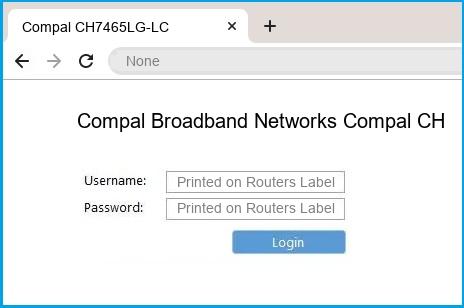 Compal CH7465LG-LC
None
Compal Broadband Networks Compal CH
Username: Printed on Routers Label
Password: Printed on Routers Label
Login